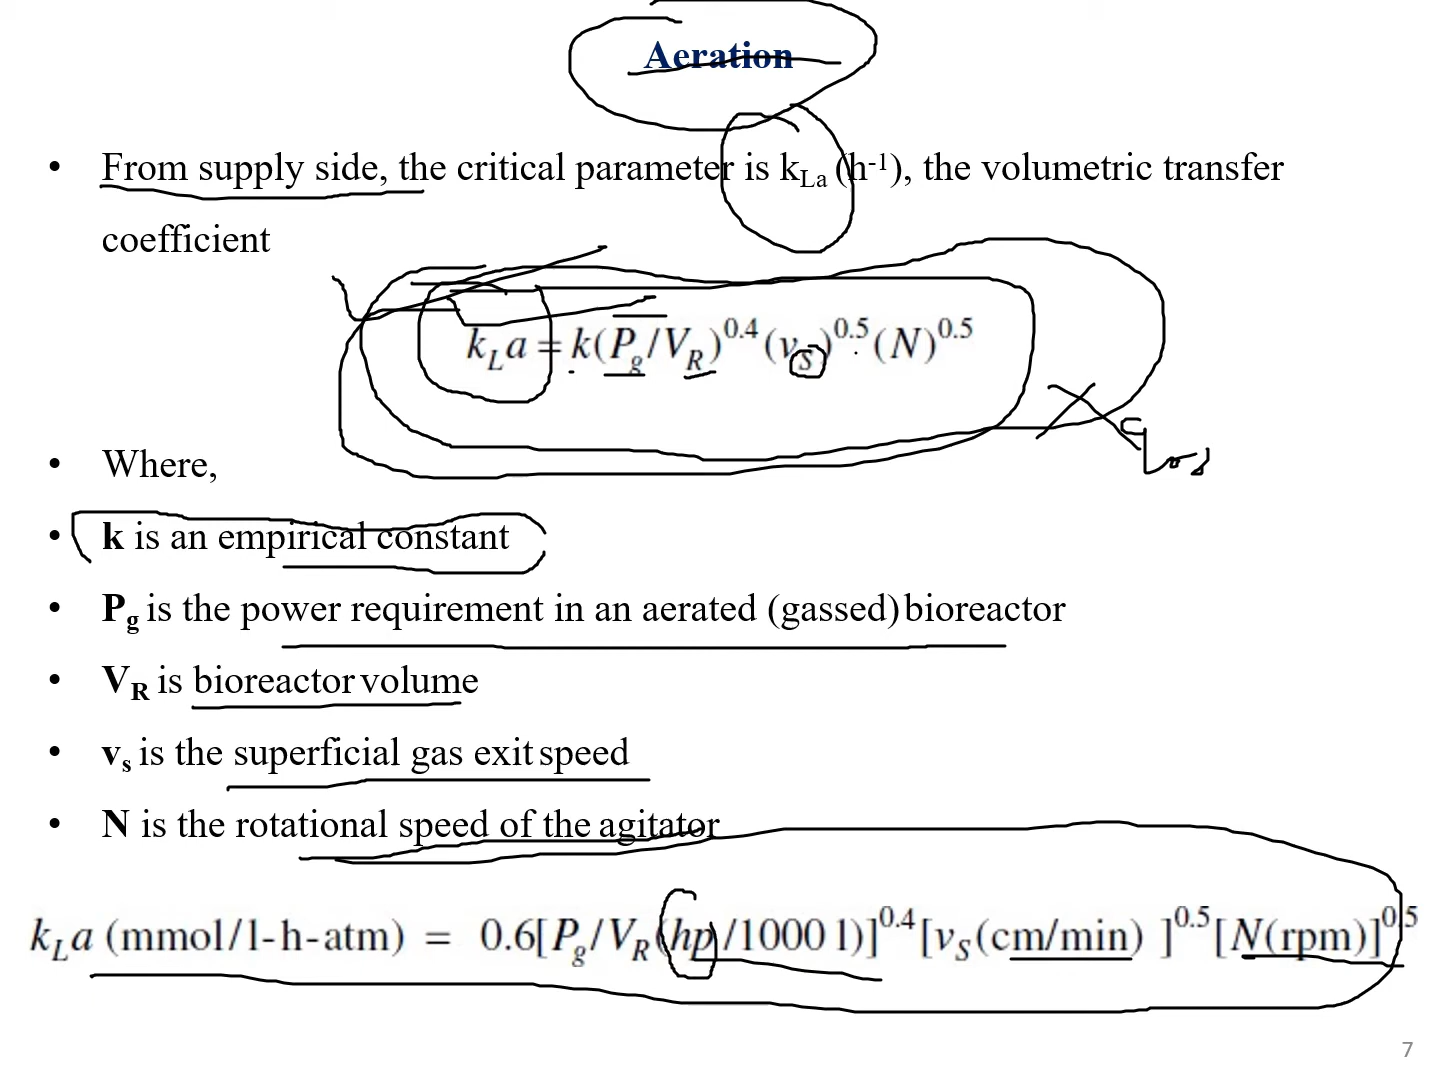 Aeration
• From supply side, the critical parameter is kLa (h-1), the volumetric transfer
coefficient
kLa = k(Pg/VR)^0.4(vS)^0.5(N)^0.5
• Where,
• k is an empirical constant
• Pg is the power requirement in an aerated (gassed) bioreactor
• VR is bioreactor volume
• vs is the superficial gas exit speed
• N is the rotational speed of the agitator
kLa (mmol/l-h-atm) = 0.6[Pg/VR(hp/1000 l)]^0.4[vS(cm/min) ]^0.5[N(rpm)]^0.5
7